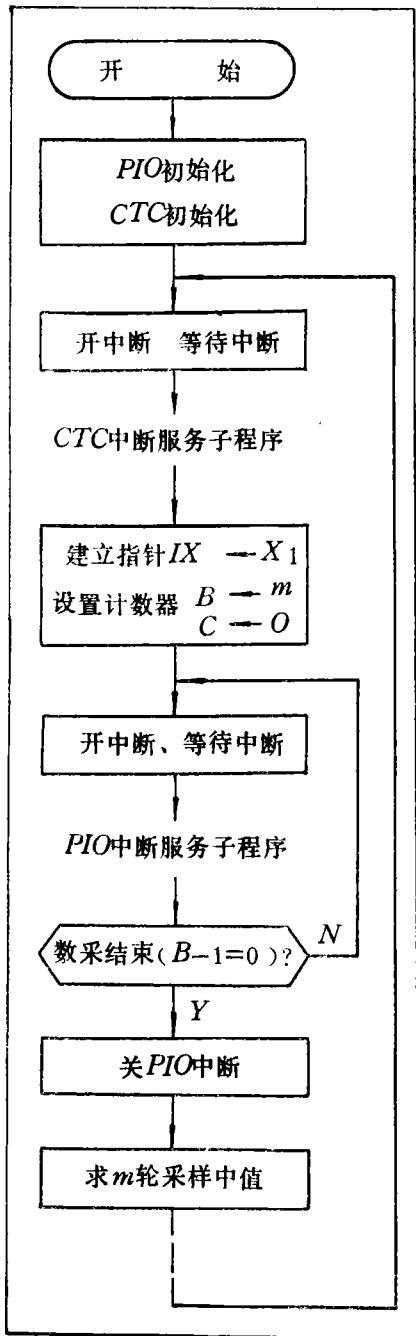 开 始
PIO初始化
CTC初始化
开中断 等待中断
CTC中断服务子程序
建立指针IX ←X1
设置计数器 B ← m
C ← O
开中断、等待中断
PIO中断服务子程序
数采结束(B-1=0)?
N
Y
关PIO中断
求m轮采样中值